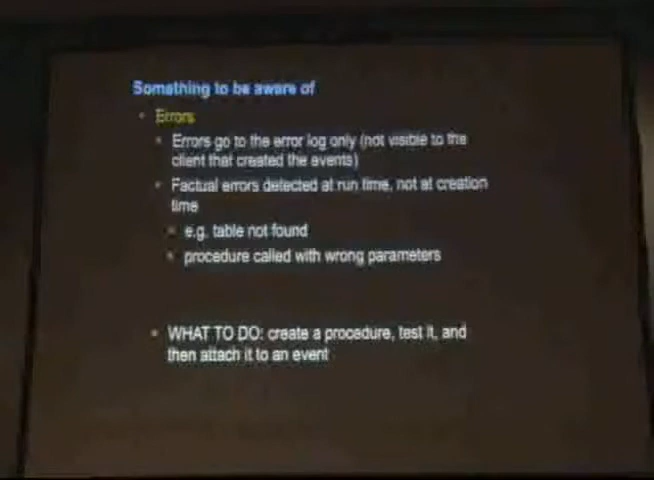 Something to be aware of
• Errors
• Errors go to the error log only (not visible to the
client that created the events)
• Factual errors detected at run time, not at creation
time
• e.g. table not found
• procedure called with wrong parameters
• WHAT TO DO: create a procedure, test it, and
then attach it to an event